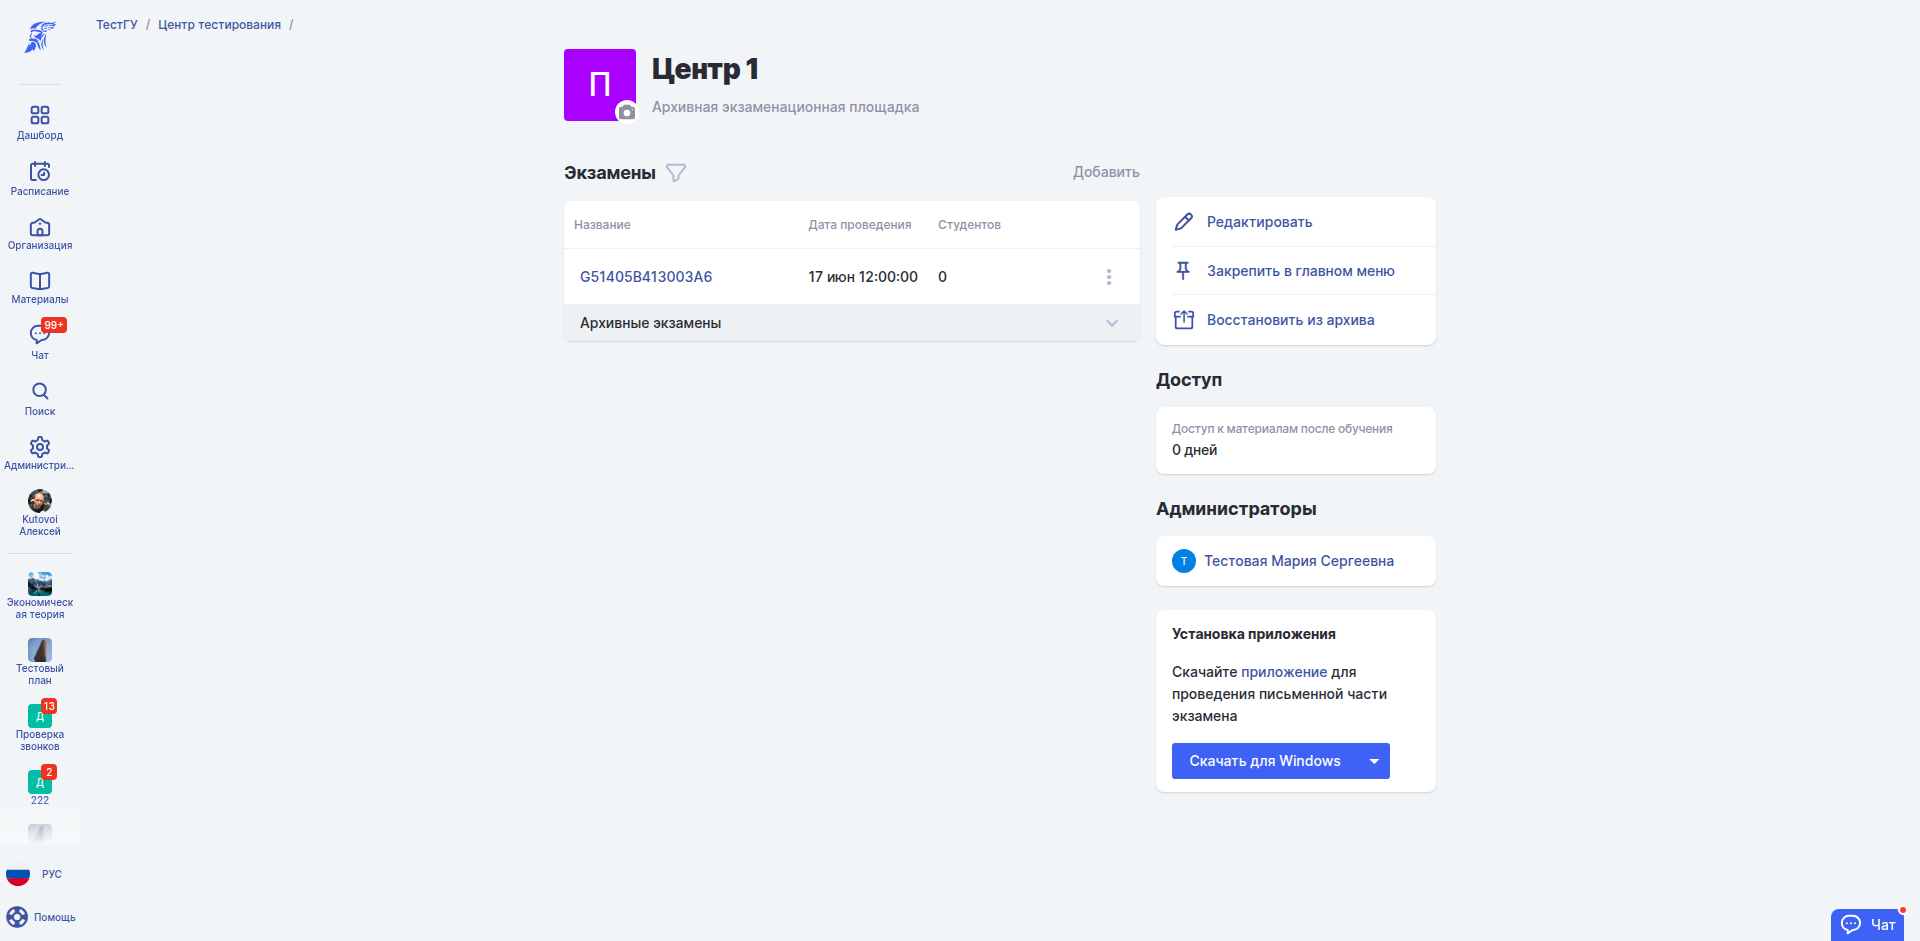 ТестГУ / Центр тестирования /
П
Центр 1
Архивная экзаменационная площадка
Дашборд
Расписание
Организация
Материалы
99+
Чат
Поиск
Администри...
Kutovoi
Алексей
Экономическ
ая теория
Тестовый
план
13
Д
Проверка
звонков
2
Д
222
РУС
Помощь
Экзамены
Добавить
Название Дата проведения Студентов
G51405B413003A6 17 июн 12:00:00 0
Архивные экзамены
Редактировать
Закрепить в главном меню
Восстановить из архива
Доступ
Доступ к материалам после обучения
0 дней
Администраторы
Т Тестовая Мария Сергеевна
Установка приложения
Скачайте приложение для
проведения письменной части
экзамена
Скачать для Windows
Чат